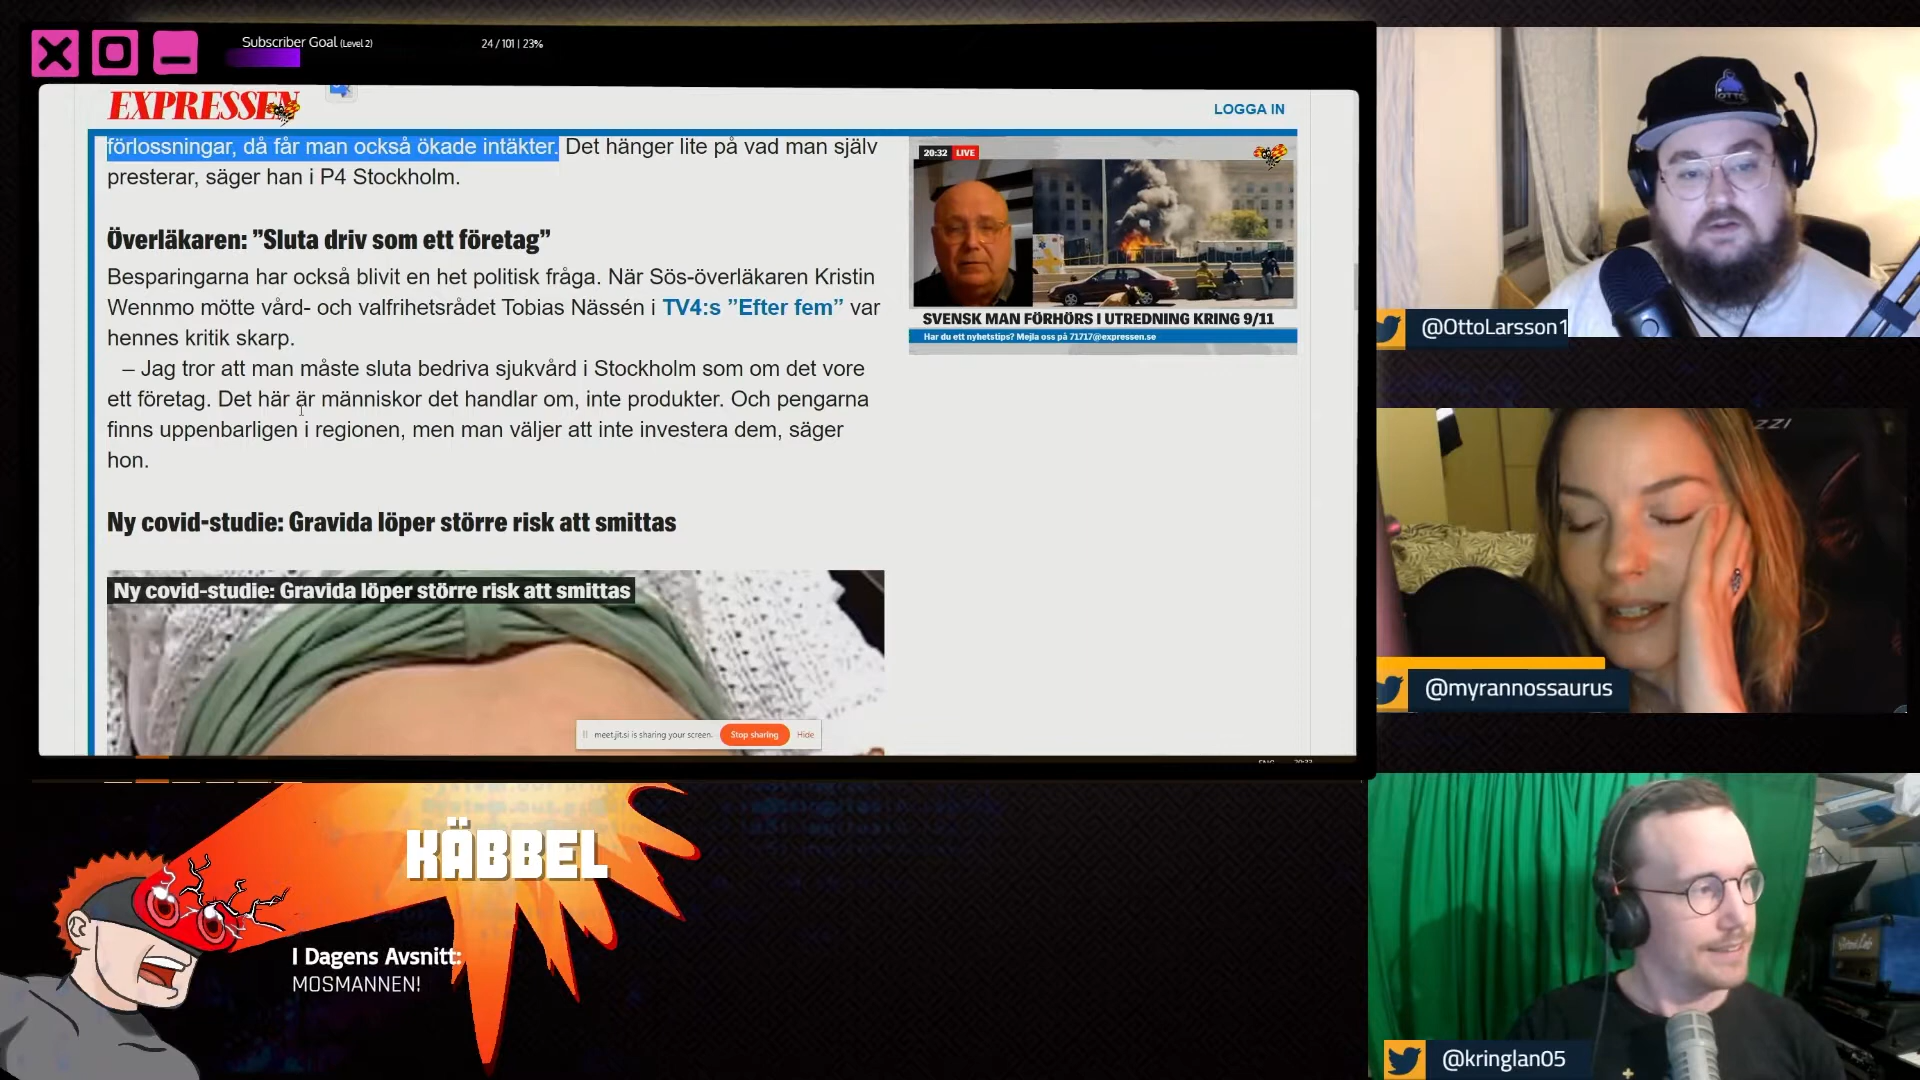 Subscriber Goal (Level 2)
24 / 101 | 23%
EXPRESSEN
LOGGA IN
förlossningar, då får man också ökade intäkter. Det hänger lite på vad man själv
presterar, säger han i P4 Stockholm.
Överläkaren: ”Sluta driv som ett företag”
Besparingarna har också blivit en het politisk fråga. När Sös-överläkaren Kristin
Wennmo mötte vård- och valfrihetsrådet Tobias Nässén i TV4:s ”Efter fem” var
hennes kritik skarp.
– Jag tror att man måste sluta bedriva sjukvård i Stockholm som om det vore
ett företag. Det här är människor det handlar om, inte produkter. Och pengarna
finns uppenbarligen i regionen, men man väljer att inte investera dem, säger
hon.
Ny covid-studie: Gravida löper större risk att smittas
Ny covid-studie: Gravida löper större risk att smittas
20:32 LIVE
SVENSK MAN FÖRHÖRS I UTREDNING KRING 9/11
Har du ett nyhetstips? Mejla oss på 71717@expressen.se
meet.jit.si is sharing your screen.
Stop sharing
Hide
OTTO
@OttoLarsson1
@myrannossaurus
@kringlan05
KÄBBEL
I Dagens Avsnitt:
MOSMANNEN!